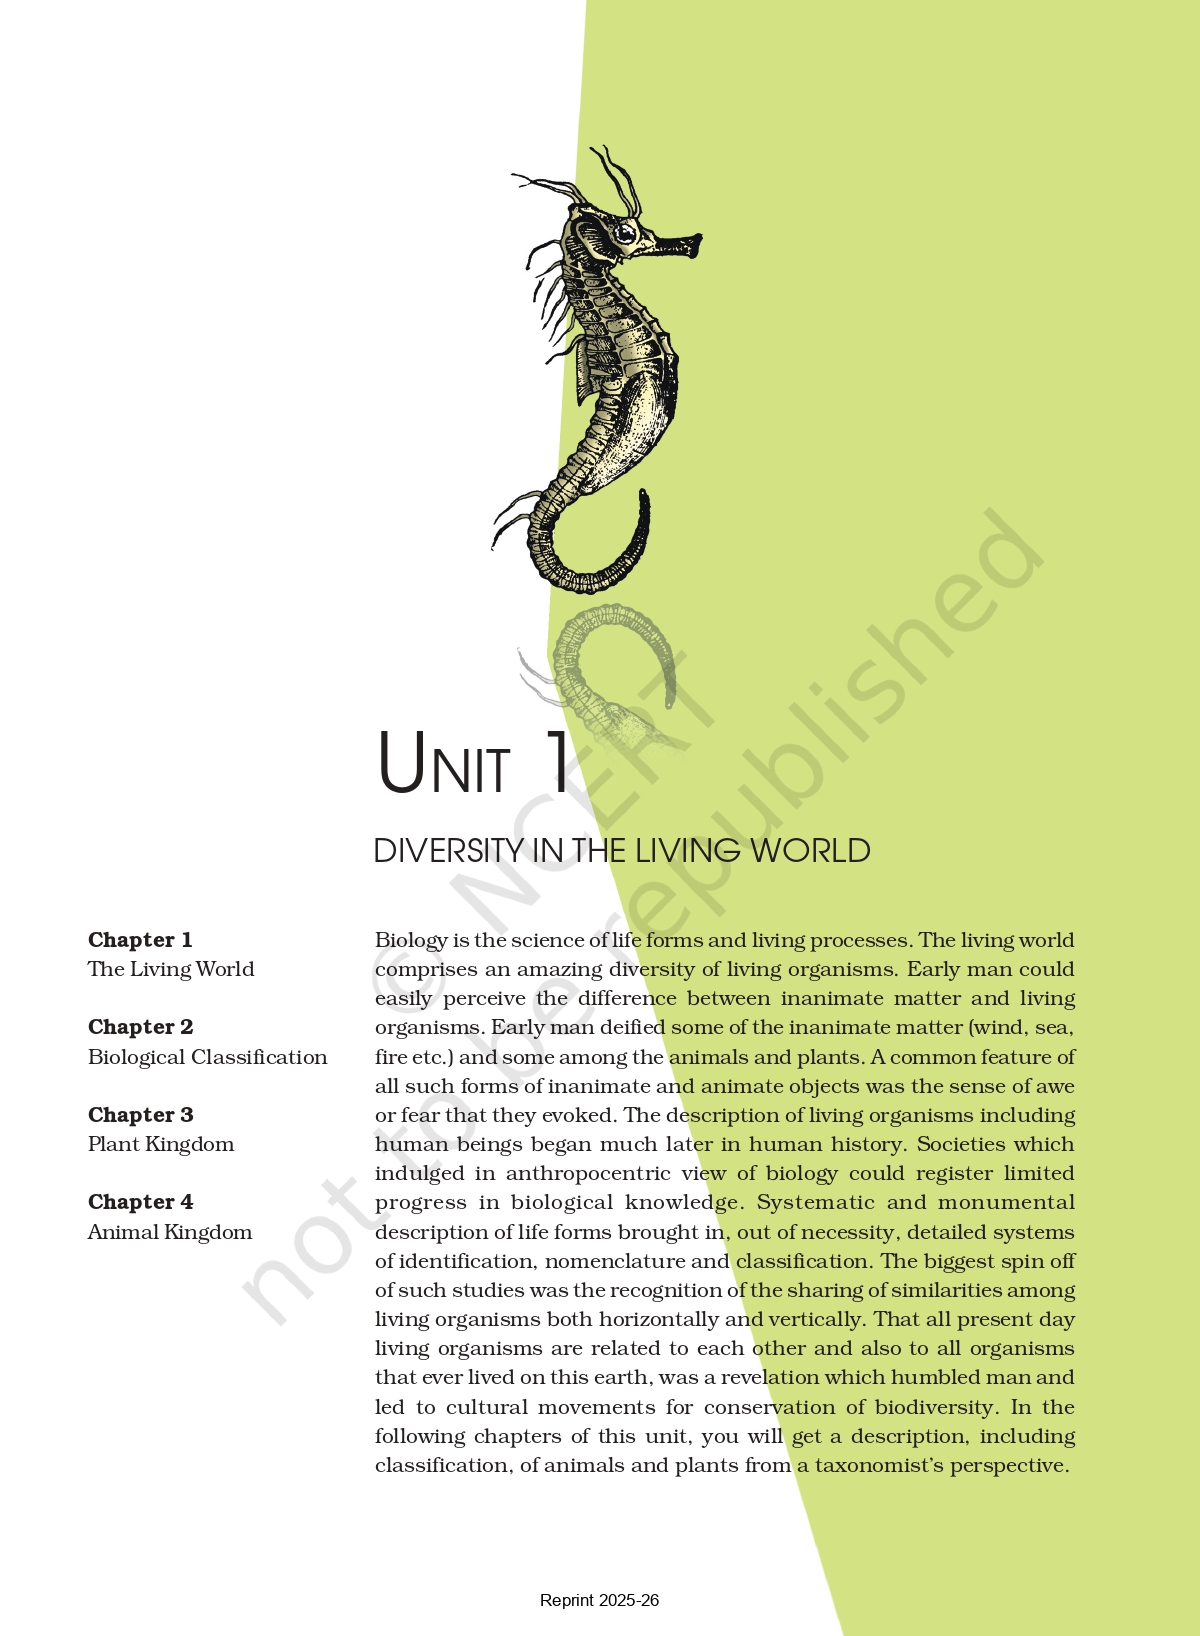 UNIT 1
DIVERSITY IN THE LIVING WORLD
Chapter 1
The Living World
Chapter 2
Biological Classification
Chapter 3
Plant Kingdom
Chapter 4
Animal Kingdom
Biology is the science of life forms and living processes. The living world
comprises an amazing diversity of living organisms. Early man could
easily perceive the difference between inanimate matter and living
organisms. Early man deified some of the inanimate matter (wind, sea,
fire etc.) and some among the animals and plants. A common feature of
all such forms of inanimate and animate objects was the sense of awe
or fear that they evoked. The description of living organisms including
human beings began much later in human history. Societies which
indulged in anthropocentric view of biology could register limited
progress in biological knowledge. Systematic and monumental
description of life forms brought in, out of necessity, detailed systems
of identification, nomenclature and classification. The biggest spin off
of such studies was the recognition of the sharing of similarities among
living organisms both horizontally and vertically. That all present day
living organisms are related to each other and also to all organisms
that ever lived on this earth, was a revelation which humbled man and
led to cultural movements for conservation of biodiversity. In the
following chapters of this unit, you will get a description, including
classification, of animals and plants from a taxonomist’s perspective.
© NCERT
not to be republished
Reprint 2025-26